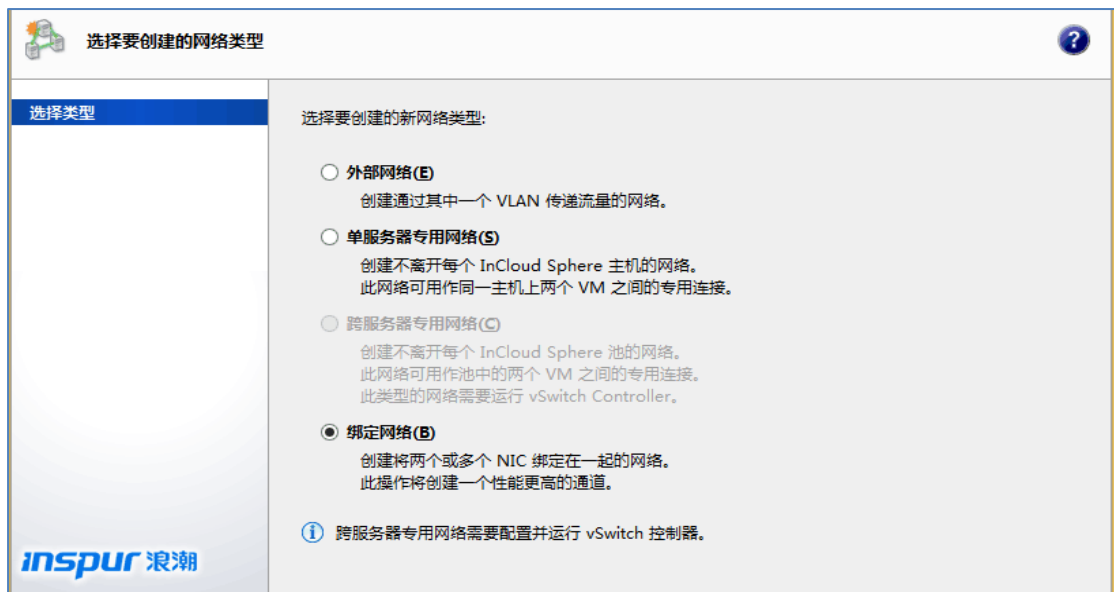 选择要创建的网络类型
?
选择类型
选择要创建的新网络类型:
外部网络(E)
创建通过其中一个 VLAN 传递流量的网络。
单服务器专用网络(S)
创建不离开每个 InCloud Sphere 主机的网络。
此网络可用作同一主机上两个 VM 之间的专用连接。
跨服务器专用网络(C)
创建不离开每个 InCloud Sphere 池的网络。
此网络可用作池中的两个 VM 之间的专用连接。
此类型的网络需要运行 vSwitch Controller。
绑定网络(B)
创建将两个或多个 NIC 绑定在一起的网络。
此操作将创建一个性能更高的通道。
跨服务器专用网络需要配置并运行 vSwitch 控制器。
inspur 浪潮